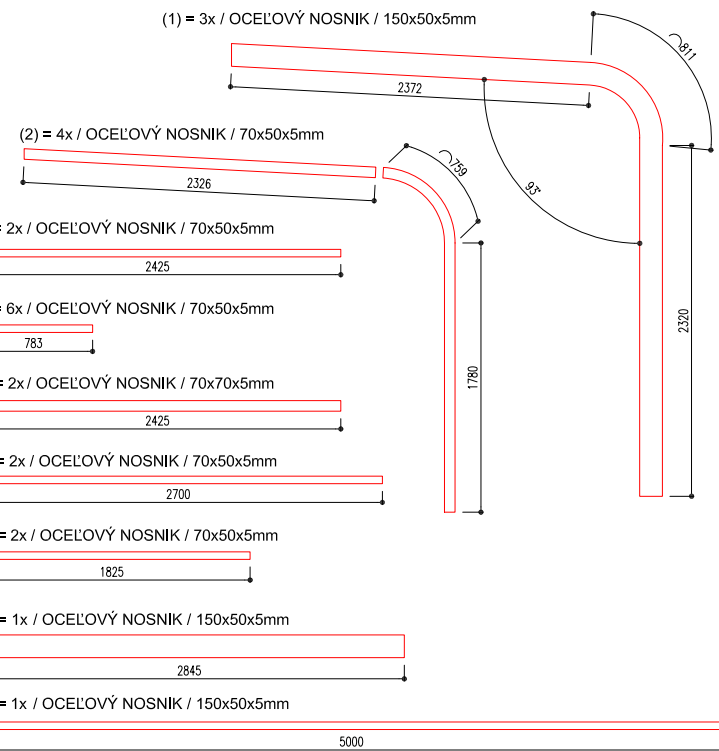 (1) = 3x / OCEĽOVÝ NOSNIK / 150x50x5mm
811
2372
(2) = 4x / OCEĽOVÝ NOSNIK / 70x50x5mm
759
2326
93°
= 2x / OCEĽOVÝ NOSNIK / 70x50x5mm
2425
= 6x / OCEĽOVÝ NOSNIK / 70x50x5mm
783
2320
1780
= 2x / OCEĽOVÝ NOSNIK / 70x70x5mm
2425
= 2x / OCEĽOVÝ NOSNIK / 70x50x5mm
2700
= 2x / OCEĽOVÝ NOSNIK / 70x50x5mm
1825
= 1x / OCEĽOVÝ NOSNIK / 150x50x5mm
2845
= 1x / OCEĽOVÝ NOSNIK / 150x50x5mm
5000